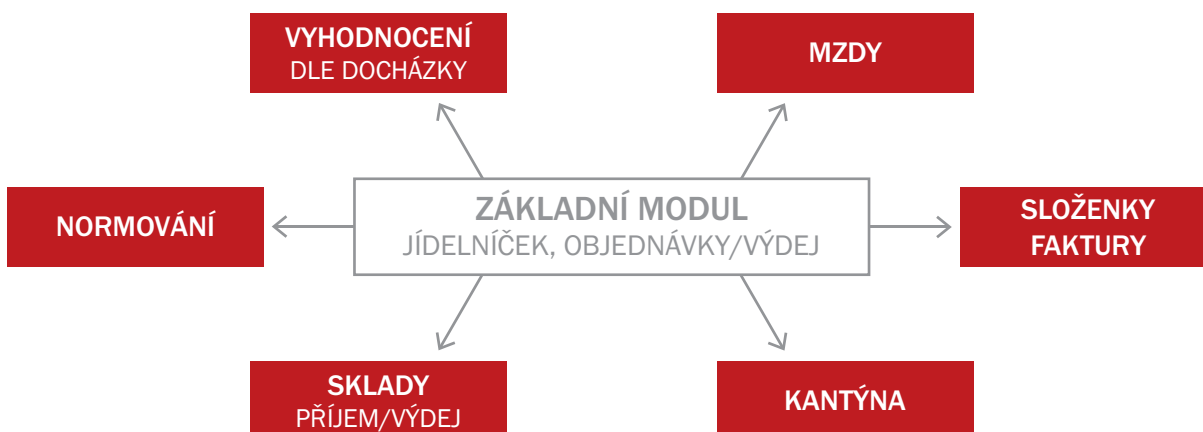 VYHODNOCENÍ
DLE DOCHÁZKY
MZDY
NORMOVÁNÍ
ZÁKLADNÍ MODUL
JÍDELNÍČEK, OBJEDNÁVKY/VÝDEJ
SLOŽENKY
FAKTURY
SKLADY
PŘÍJEM/VÝDEJ
KANTÝNA